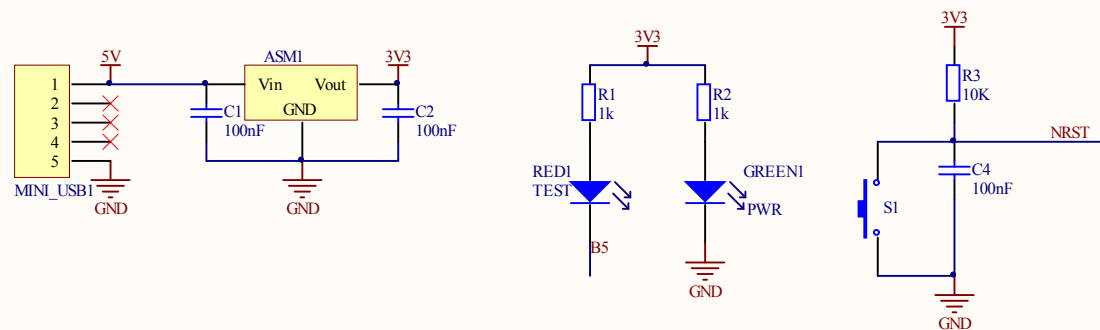 5V
1
2
3
4
5
MINI_USB1
GND
ASM1
Vin
Vout
GND
C1
100nF
3V3
C2
100nF
GND
3V3
R1
1k
R2
1k
RED1
TEST
GREEN1
PWR
B5
GND
3V3
R3
10K
NRST
C4
100nF
S1
GND